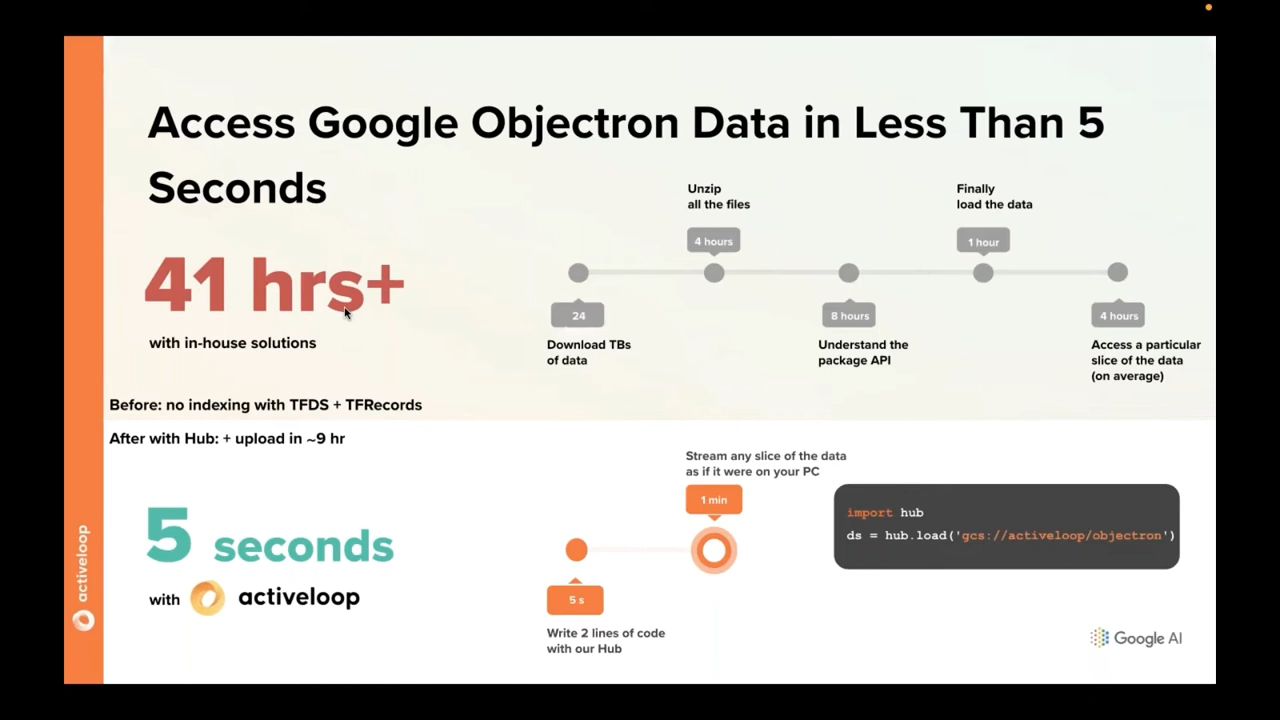 Access Google Objectron Data in Less Than 5
Seconds
41 hrs+
with in-house solutions
Unzip
all the files
4 hours
Finally
load the data
1 hour
24
Download TBs
of data
8 hours
Understand the
package API
4 hours
Access a particular
slice of the data
(on average)
Before: no indexing with TFDS + TFRecords
After with Hub: + upload in ~9 hr
5 seconds
with activeloop
Stream any slice of the data
as if it were on your PC
1 min
5 s
Write 2 lines of code
with our Hub
import hub
ds = hub.load('gcs://activeloop/objectron')
Google AI
activeloop